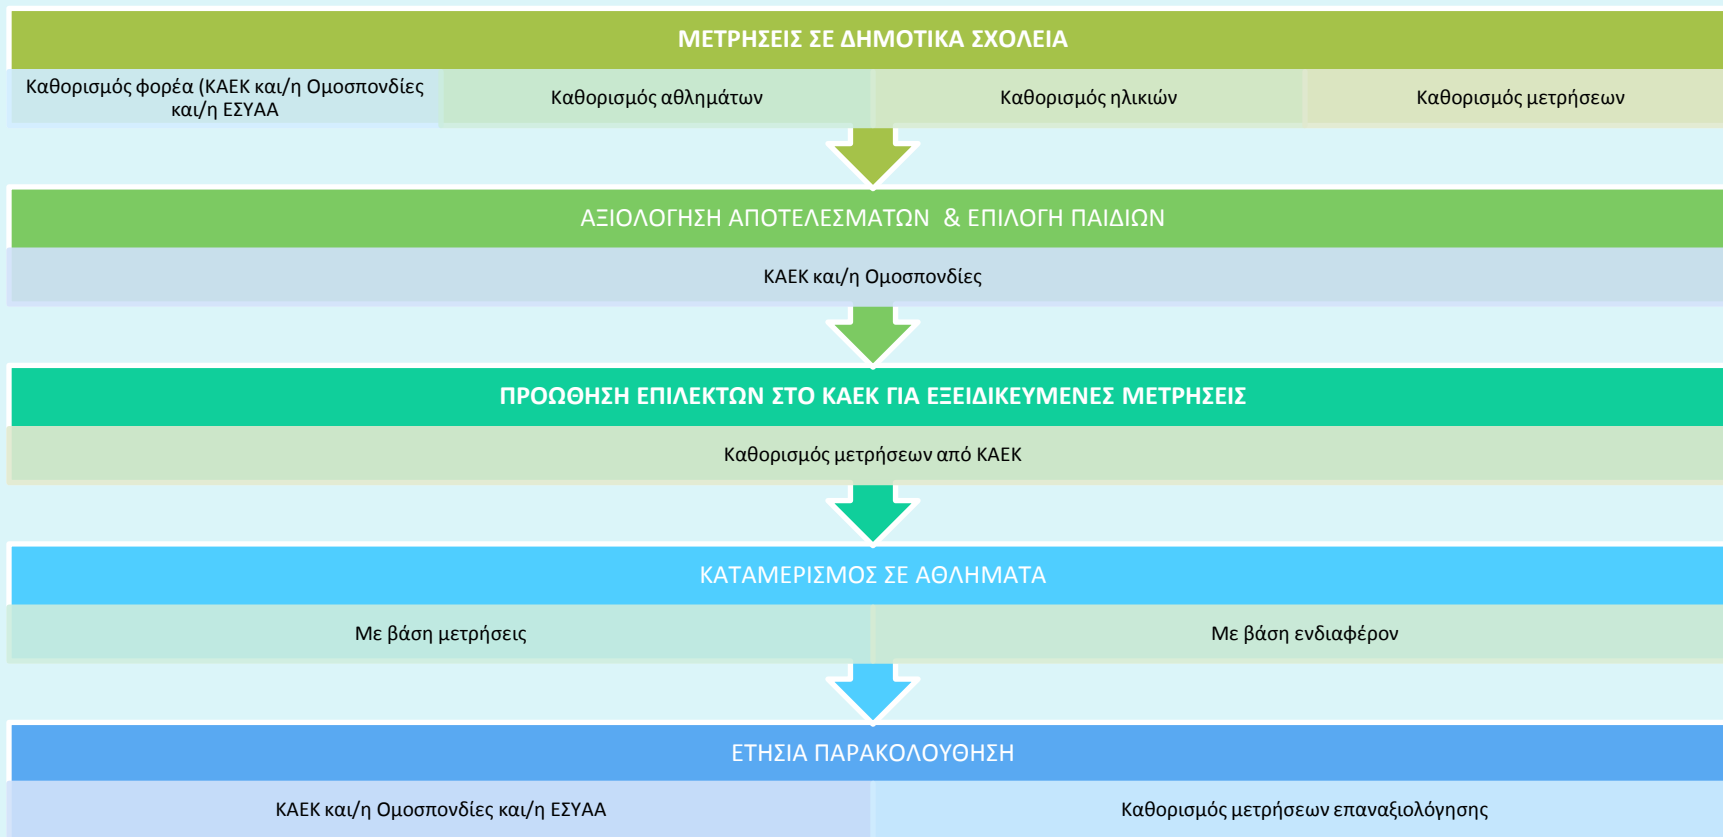 ΜΕΤΡΗΣΕΙΣ ΣΕ ΔΗΜΟΤΙΚΑ ΣΧΟΛΕΙΑ
Καθορισμός φορέα (ΚΑΕΚ και/η Ομοσπονδίες
και/η ΕΣΥΑΑ
Καθορισμός αθλημάτων
Καθορισμός ηλικιών
Καθορισμός μετρήσεων
ΑΞΙΟΛΟΓΗΣΗ ΑΠΟΤΕΛΕΣΜΑΤΩΝ & ΕΠΙΛΟΓΗ ΠΑΙΔΙΩΝ
ΚΑΕΚ και/η Ομοσπονδίες
ΠΡΟΩΘΗΣΗ ΕΠΙΛΕΚΤΩΝ ΣΤΟ ΚΑΕΚ ΓΙΑ ΕΞΕΙΔΙΚΕΥΜΕΝΕΣ ΜΕΤΡΗΣΕΙΣ
Καθορισμός μετρήσεων από ΚΑΕΚ
ΚΑΤΑΜΕΡΙΣΜΟΣ ΣΕ ΑΘΛΗΜΑΤΑ
Με βάση μετρήσεις
Με βάση ενδιαφέρον
ΕΤΗΣΙΑ ΠΑΡΑΚΟΛΟΥΘΗΣΗ
ΚΑΕΚ και/η Ομοσπονδίες και/η ΕΣΥΑΑ
Καθορισμός μετρήσεων επαναξιολόγησης